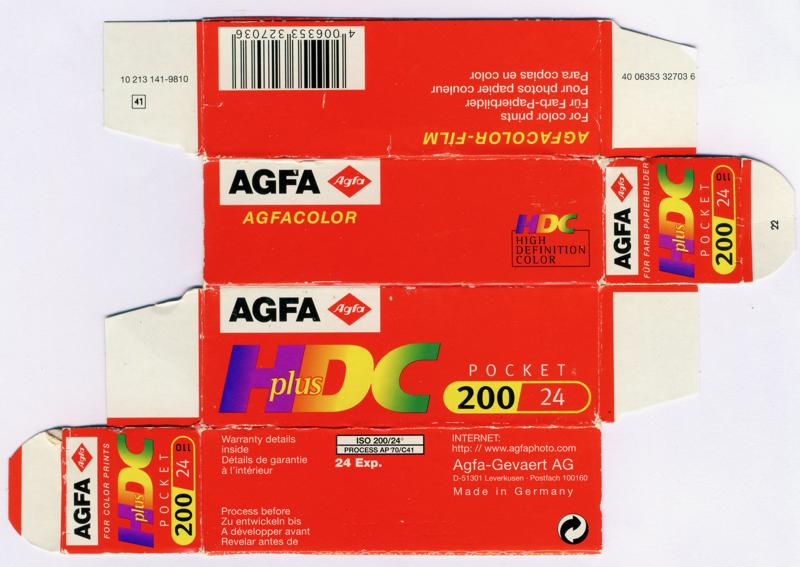 4 006353 327036
10 213 141-9810
41
40 06353 32703 6
AGFACOLOR-FILM
For color prints
Für Farb-Papierbilder
Pour photos papier couleur
Para copias en color
AGFA Agfa
AGFACOLOR
HDC
HIGH
DEFINITION
COLOR
AGFA Agfa
FÜR FARB-PAPIERBILDER
HDC plus
POCKET
200 24
110
22
AGFA Agfa
HDC plus
POCKET
200 24
AGFA Agfa
FOR COLOR PRINTS
HDC plus
POCKET
200 24
110
Warranty details
inside
Détails de garantie
à l'intérieur
ISO 200/24°
PROCESS AP 70/C41
24 Exp.
INTERNET:
http: // www.agfaphoto.com
Agfa-Gevaert AG
D-51301 Leverkusen · Postfach 100160
Made in Germany
Process before
Zu entwickeln bis
A développer avant
Revelar antes de